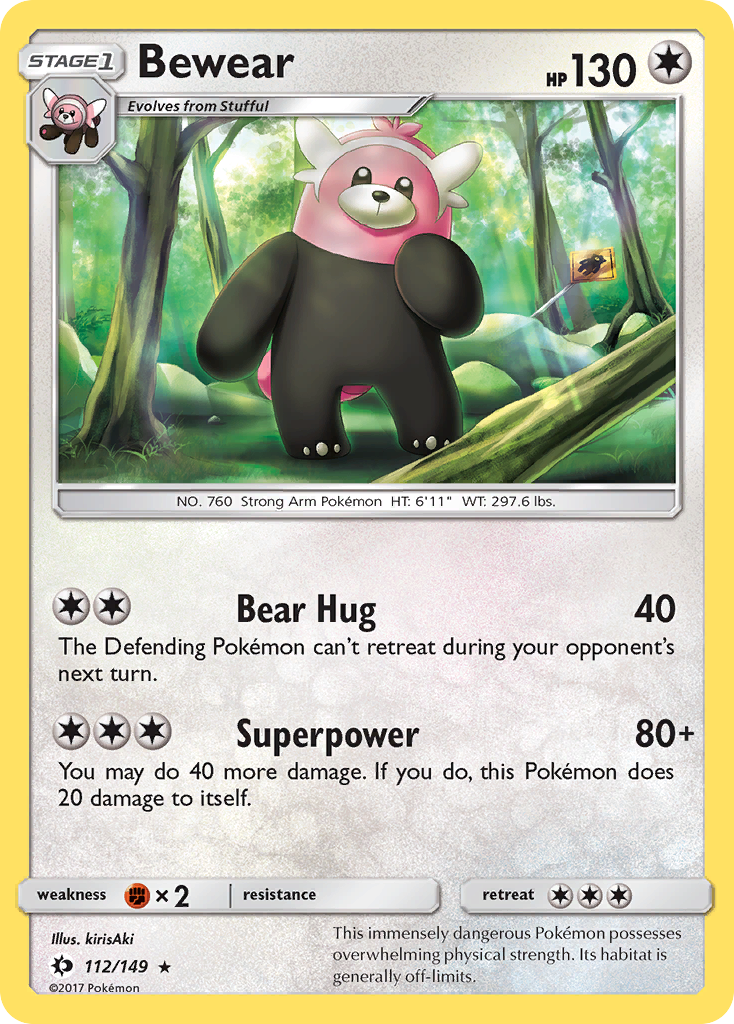 STAGE1
Bewear
HP 130
Evolves from Stufful
NO. 760 Strong Arm Pokémon HT: 6'11" WT: 297.6 lbs.
Bear Hug 40
The Defending Pokémon can't retreat during your opponent's
next turn.
Superpower 80+
You may do 40 more damage. If you do, this Pokémon does
20 damage to itself.
weakness ×2 resistance retreat
Illus. kirisAki
112/149 ★
©2017 Pokémon
This immensely dangerous Pokémon possesses
overwhelming physical strength. Its habitat is
generally off-limits.